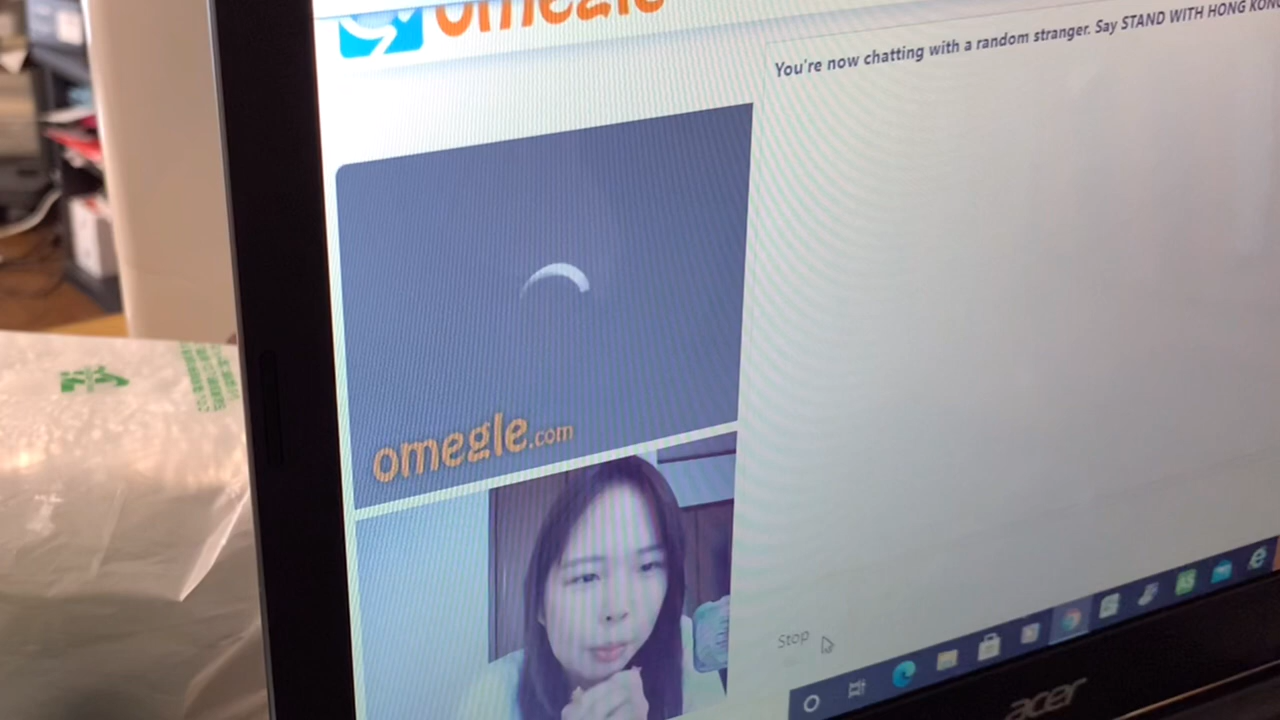 omegle
You're now chatting with a random stranger. Say STAND WITH HONG KONG
omegle.com
Stop
acer